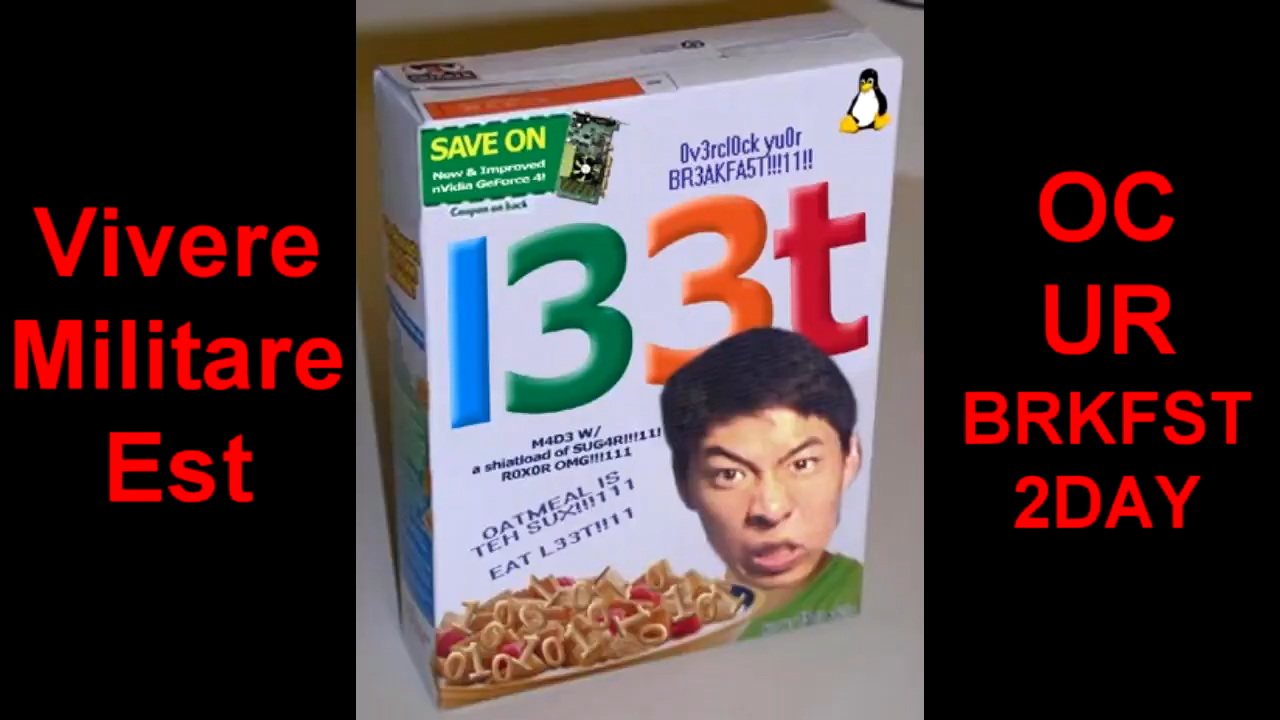 Vivere
Militare
Est
SAVE ON
New & Improved
nVidia GeForce 4!
Coupon on back
0v3rcl0ck yu0r
BR3AKFA5T!!!11!!
l33t
M4D3 W/
a shiatload of SUG4R!!!11!
R0X0R OMG!!!111
OATMEAL IS
TEH SUX!!!111
EAT L33T!!11
OC
UR
BRKFST
2DAY